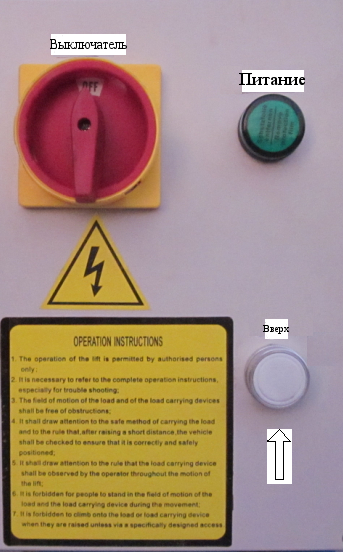 Выключатель
OFF
Питание
Вверх
OPERATION INSTRUCTIONS
1. The operation of the lift is permitted by authorised persons
only;
2. It is necessary to refer to the complete operation instructions,
especially for trouble shooting;
3. The field of motion of the load and of the load carrying devices
shall be free of obstructions;
4. It shall draw attention to the safe method of carrying the load
and to the rule that,after raising a short distance,the vehicle
shall be checked to ensure that it is correctly and safely
positioned;
5. It shall draw attention to the rule that the load carrying device
shall be observed by the operator throughout the motion of
the lift;
6. It is forbidden for people to stand in the field of motion of the
load and the load carrying device during the movement;
7. It is forbidden to climb onto the load or load carrying device
when they are raised unless via a specifically designed access.